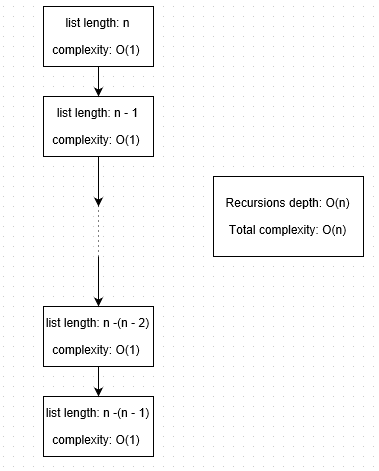 list length: n
complexity: O(1)
list length: n - 1
complexity: O(1)
Recursions depth: O(n)
Total complexity: O(n)
list length: n -(n - 2)
complexity: O(1)
list length: n -(n - 1)
complexity: O(1)